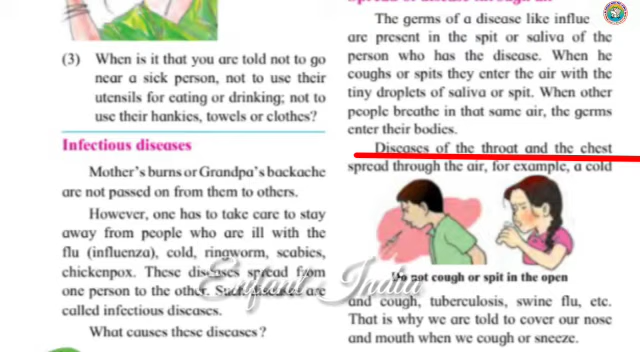 (3) When is it that you are told not to go
near a sick person, not to use their
utensils for eating or drinking; not to
use their hankies, towels or clothes?
Infectious diseases
Mother's burns or Grandpa's backache
are not passed on from them to others.
However, one has to take care to stay
away from people who are ill with the
flu (influenza), cold, ringworm, scabies,
chickenpox. These diseases spread from
one person to the other. Such diseases are
called infectious diseases.
What causes these diseases?
The germs of a disease like influe
are present in the spit or saliva of the
person who has the disease. When he
coughs or spits they enter the air with the
tiny droplets of saliva or spit. When other
people breathe in that same air, the germs
enter their bodies.
Diseases of the throat and the chest
spread through the air, for example, a cold
Do not cough or spit in the open
and cough, tuberculosis, swine flu, etc.
That is why we are told to cover our nose
and mouth when we cough or sneeze.
Enfant India